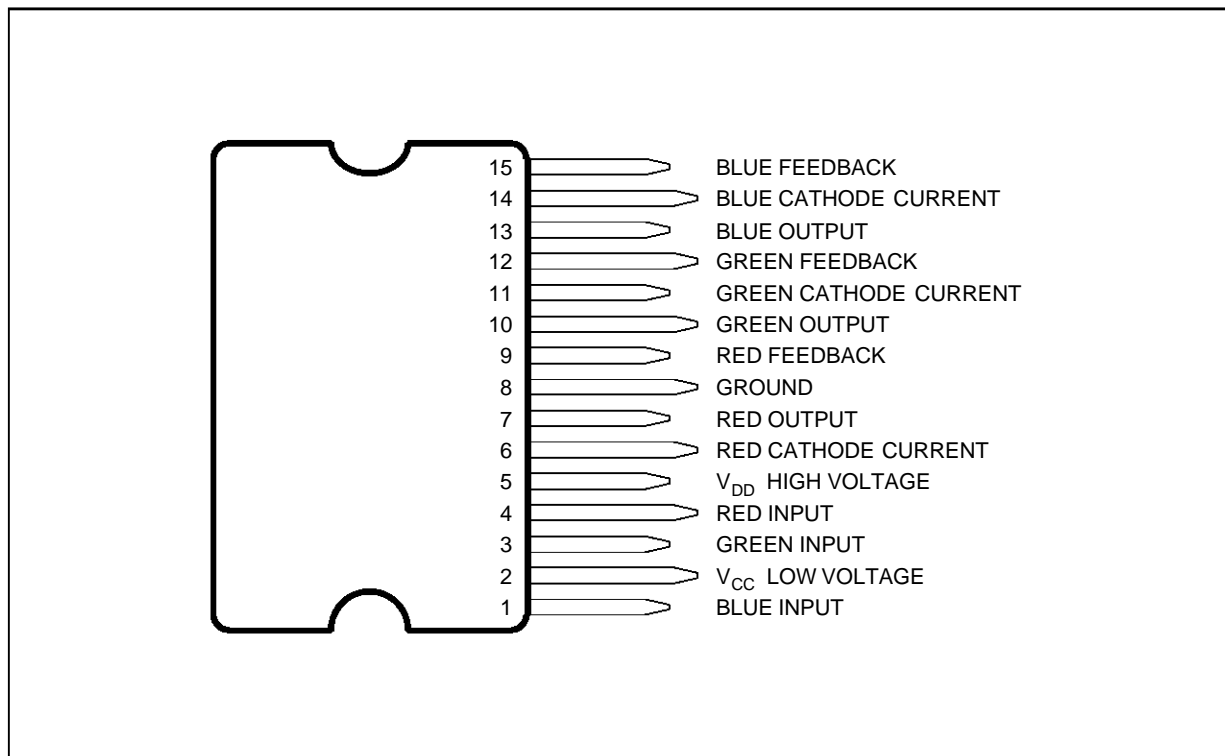 15 BLUE FEEDBACK
14 BLUE CATHODE CURRENT
13 BLUE OUTPUT
12 GREEN FEEDBACK
11 GREEN CATHODE CURRENT
10 GREEN OUTPUT
9 RED FEEDBACK
8 GROUND
7 RED OUTPUT
6 RED CATHODE CURRENT
5 VDD HIGH VOLTAGE
4 RED INPUT
3 GREEN INPUT
2 VCC LOW VOLTAGE
1 BLUE INPUT